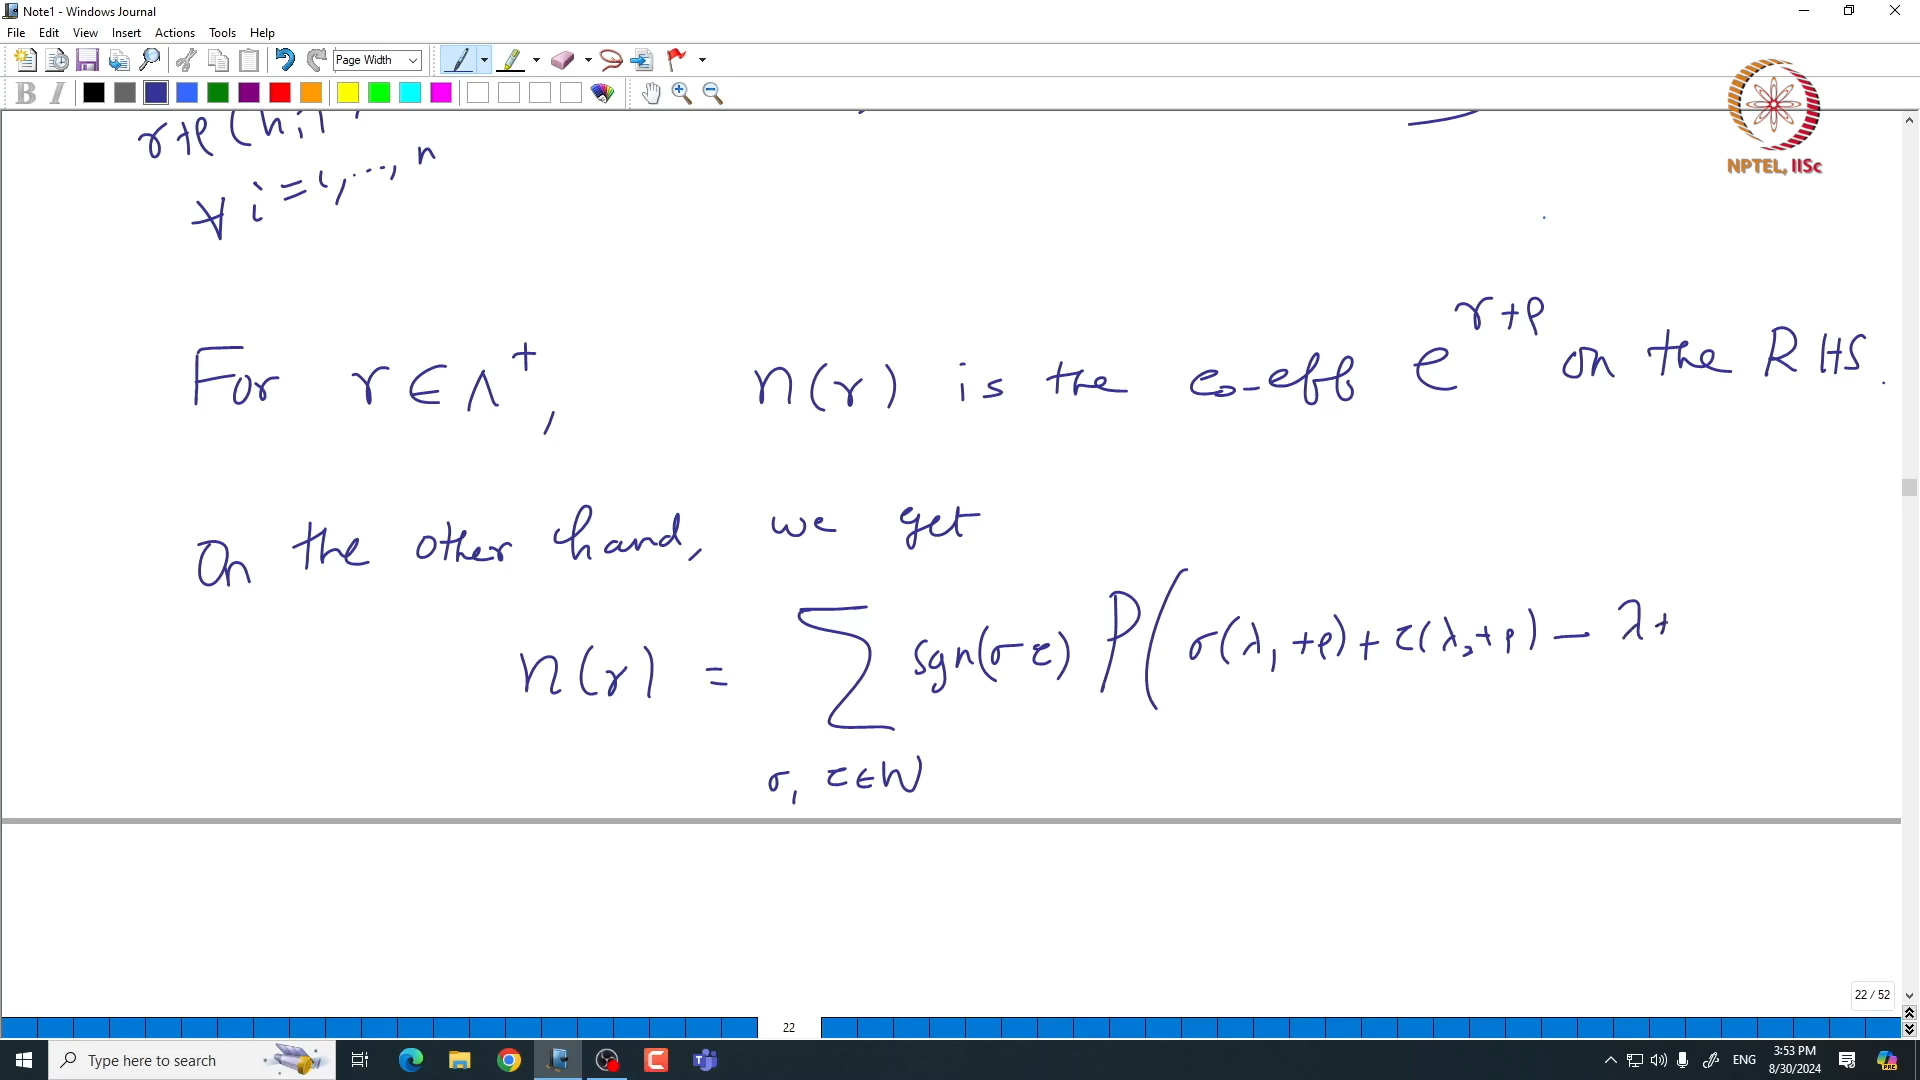 Note1 - Windows Journal
File Edit View Insert Actions Tools Help
Page Width
B I
NPTEL, IISc
r+ρ(hi)
∀ i = 1, ..., n
For r ∈ Λ⁺, n(r) is the co-eff e^{r+ρ} on the RHS.
On the other hand, we get
n(r) = ∑ sgn(στ) P(σ(λ₁+ρ)+τ(λ₂+ρ) − λ+
σ, τ∈W
22 / 52
22
Type here to search
ENG
3:53 PM
8/30/2024